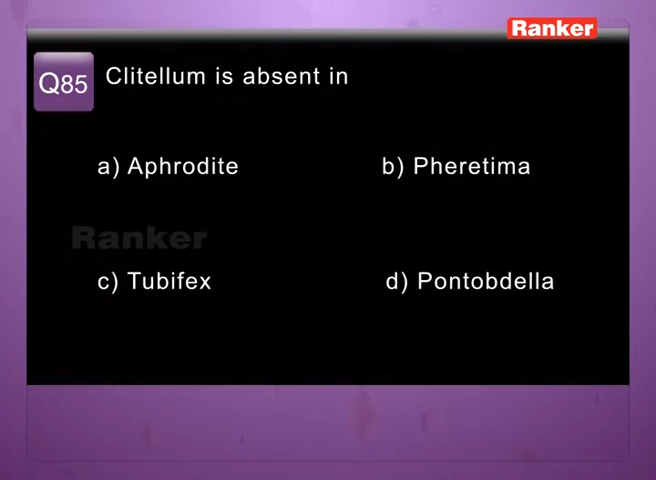 Ranker
Q85 Clitellum is absent in
a) Aphrodite b) Pheretima
Ranker
c) Tubifex d) Pontobdella